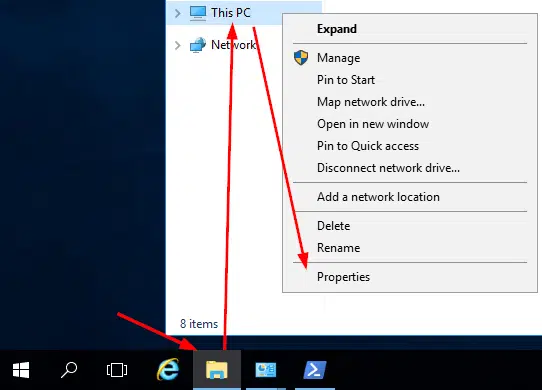 This PC
Network
Expand
Manage
Pin to Start
Map network drive...
Open in new window
Pin to Quick access
Disconnect network drive...
Add a network location
Delete
Rename
Properties
8 items